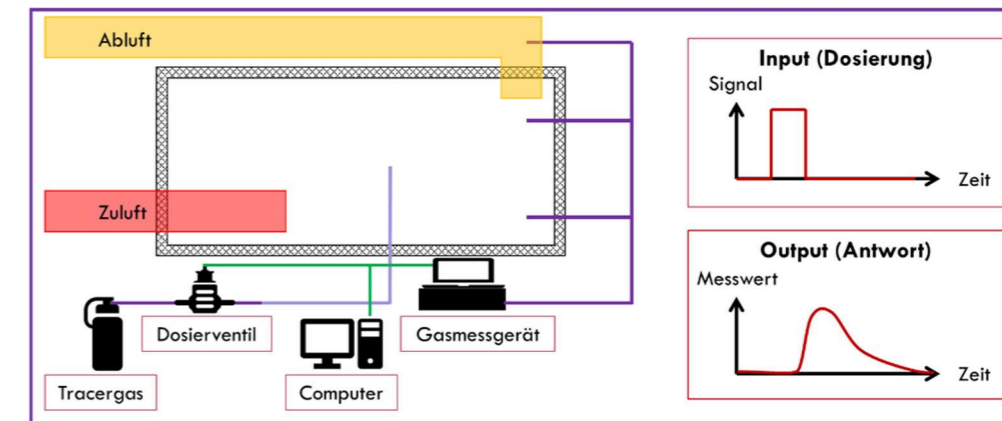 Abluft
Zuluft
Dosierventil
Gasmessgerät
Tracergas
Computer
Input (Dosierung)
Signal
Zeit
Output (Antwort)
Messwert
Zeit